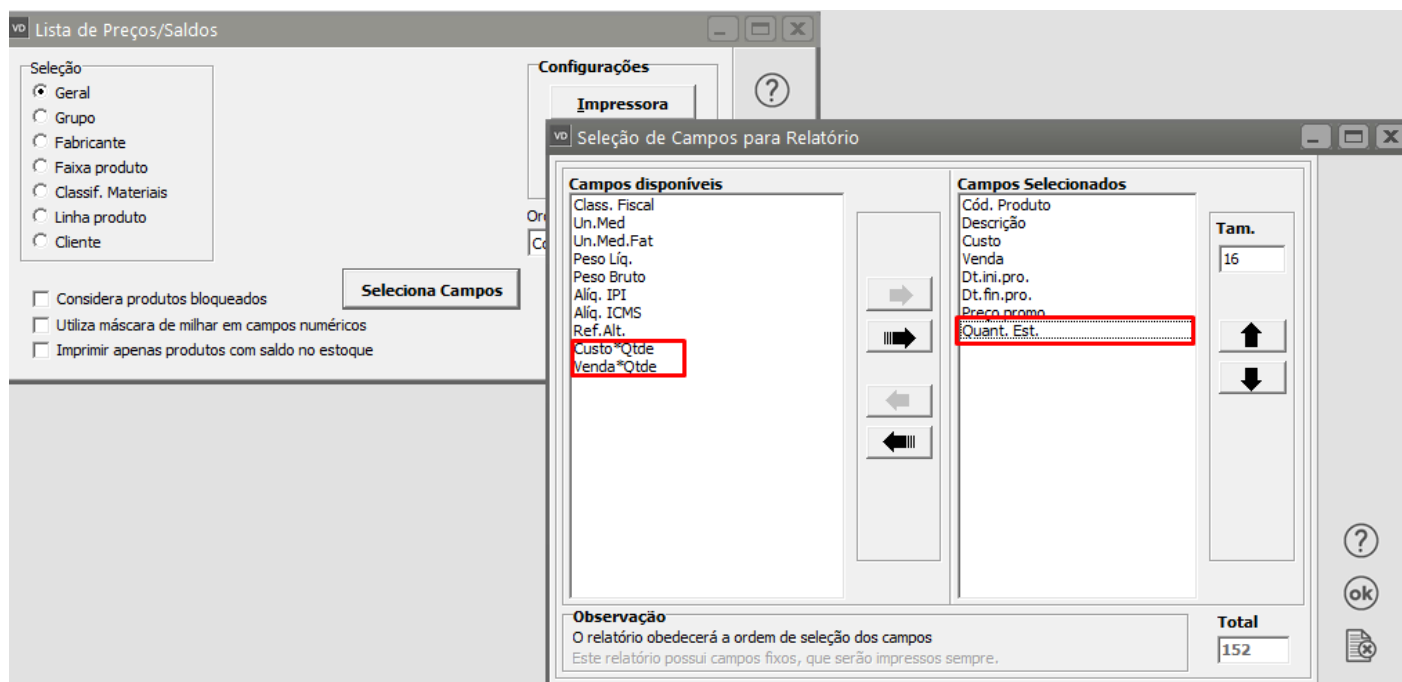 VD Lista de Preços/Saldos
Seleção
Geral
Grupo
Fabricante
Faixa produto
Classif. Materiais
Linha produto
Cliente
Configurações
Impressora
?
Seleciona Campos
Considera produtos bloqueados
Utiliza máscara de milhar em campos numéricos
Imprimir apenas produtos com saldo no estoque
VD Seleção de Campos para Relatório
Campos disponíveis
Class. Fiscal
Un.Med
Un.Med.Fat
Peso Líq.
Peso Bruto
Alíq. IPI
Alíq. ICMS
Ref.Alt.
Custo*Qtde
Venda*Qtde
Campos Selecionados
Cód. Produto
Descrição
Custo
Venda
Dt.ini.pro.
Dt.fin.pro.
Preço promo
Quant. Est.
Tam.
16
?
ok
Observação
O relatório obedecerá a ordem de seleção dos campos
Este relatório possui campos fixos, que serão impressos sempre.
Total
152